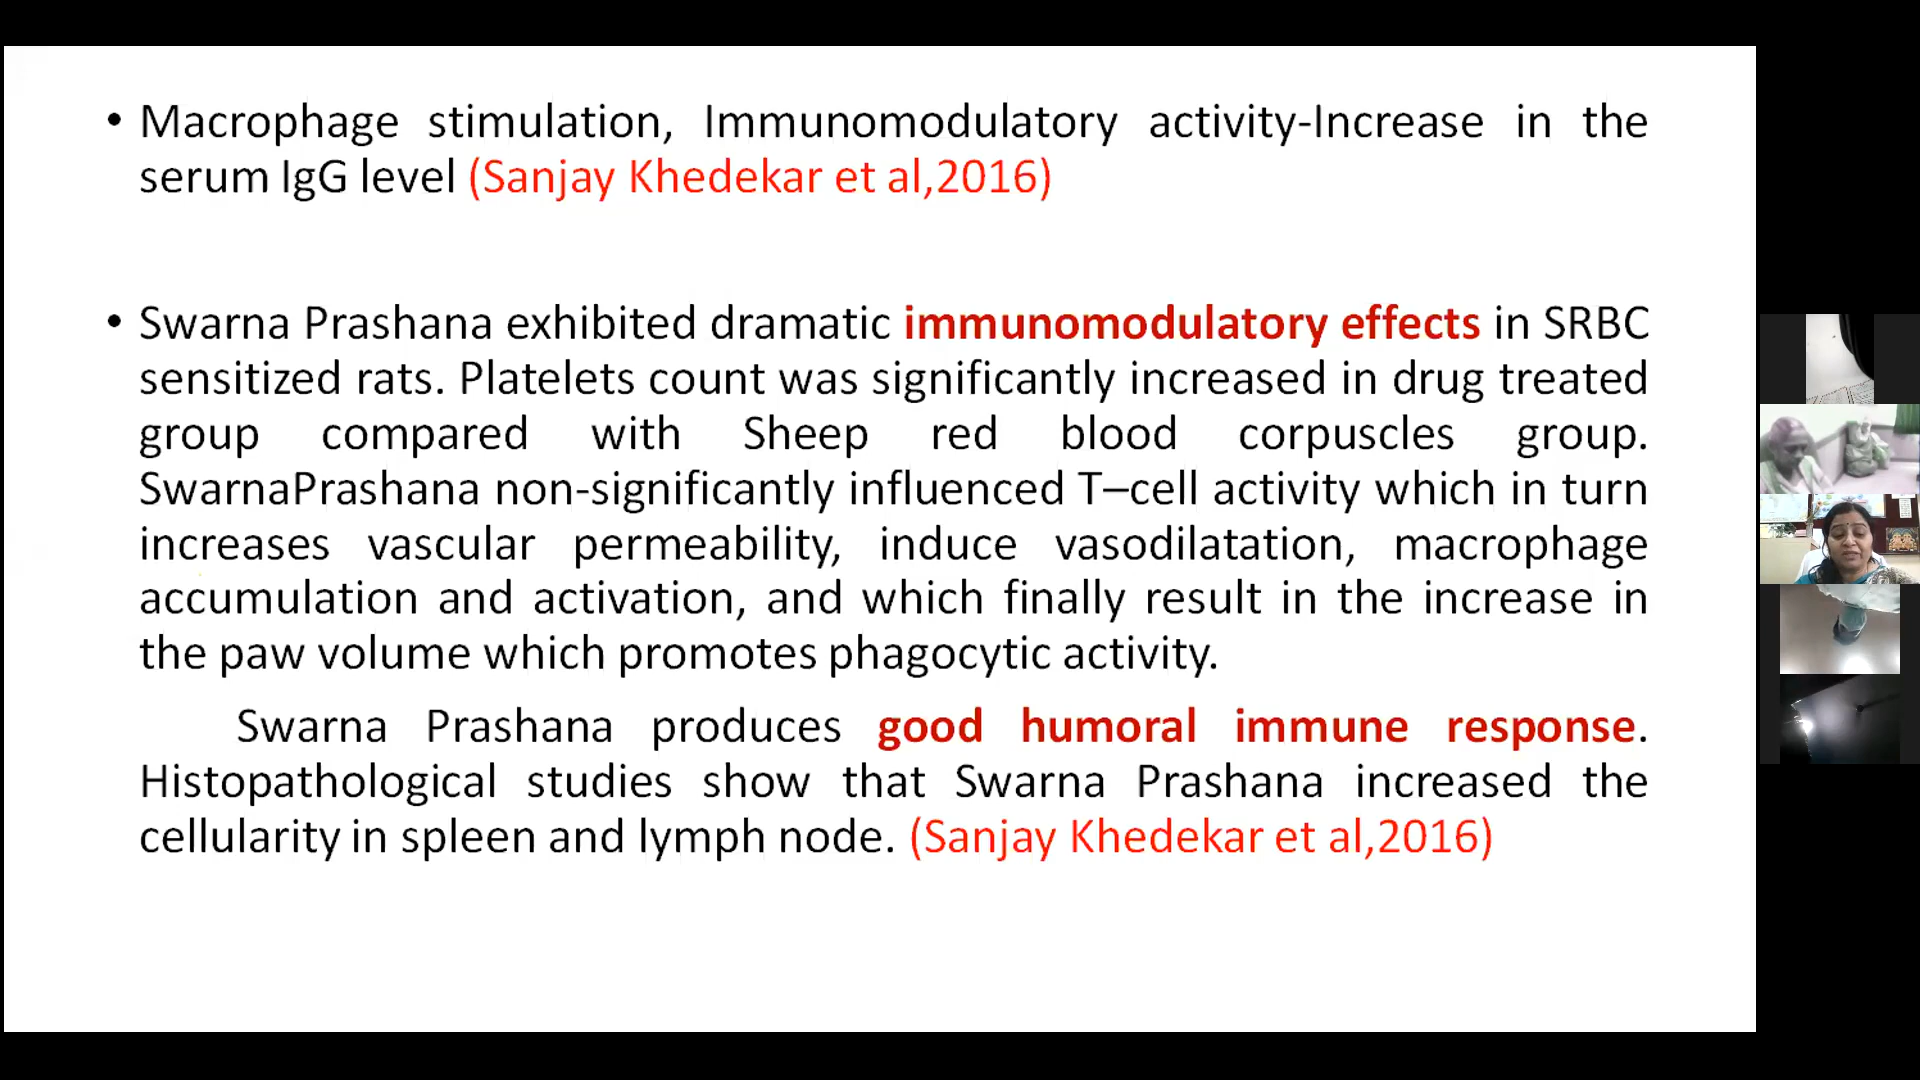 • Macrophage stimulation, Immunomodulatory activity-Increase in the
serum IgG level (Sanjay Khedekar et al,2016)
• Swarna Prashana exhibited dramatic immunomodulatory effects in SRBC
sensitized rats. Platelets count was significantly increased in drug treated
group compared with Sheep red blood corpuscles group.
SwarnaPrashana non-significantly influenced T–cell activity which in turn
increases vascular permeability, induce vasodilatation, macrophage
accumulation and activation, and which finally result in the increase in
the paw volume which promotes phagocytic activity.
Swarna Prashana produces good humoral immune response.
Histopathological studies show that Swarna Prashana increased the
cellularity in spleen and lymph node. (Sanjay Khedekar et al,2016)